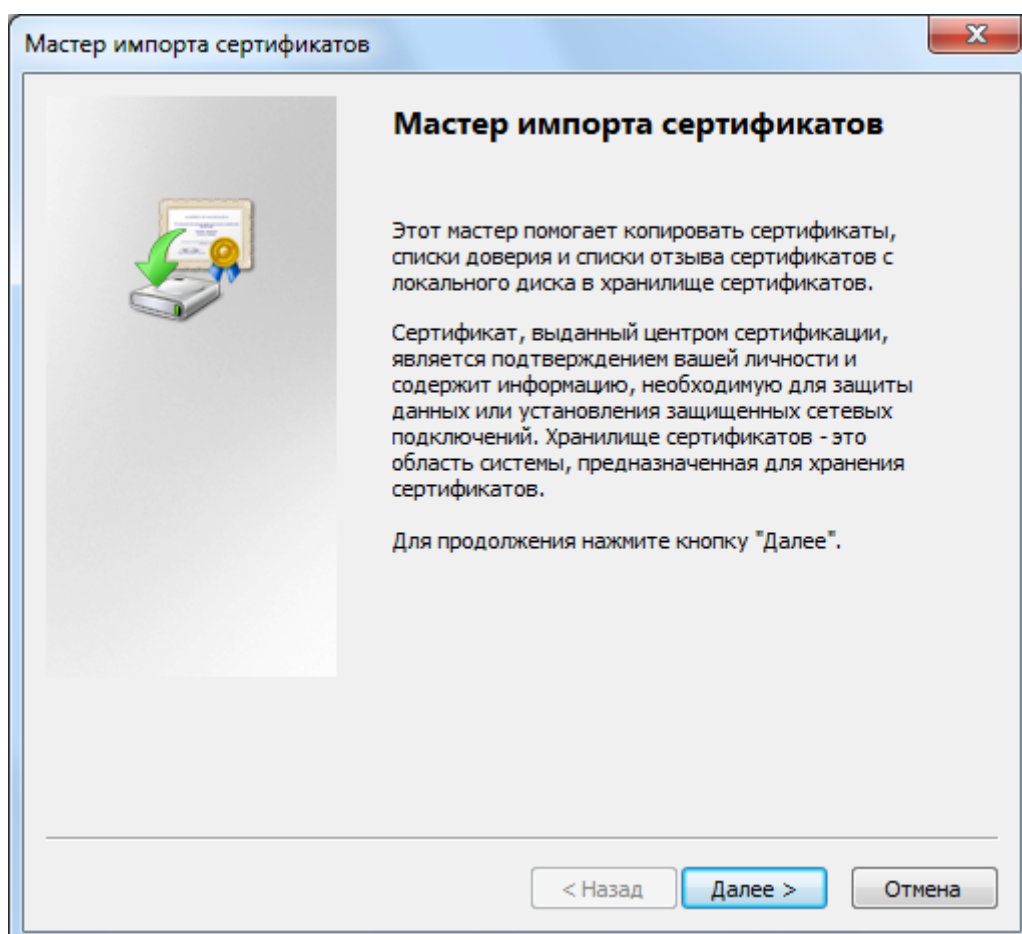 Мастер импорта сертификатов
Мастер импорта сертификатов
Этот мастер помогает копировать сертификаты,
списки доверия и списки отзыва сертификатов с
локального диска в хранилище сертификатов.
Сертификат, выданный центром сертификации,
является подтверждением вашей личности и
содержит информацию, необходимую для защиты
данных или установления защищенных сетевых
подключений. Хранилище сертификатов - это
область системы, предназначенная для хранения
сертификатов.
Для продолжения нажмите кнопку "Далее".
< Назад Далее > Отмена